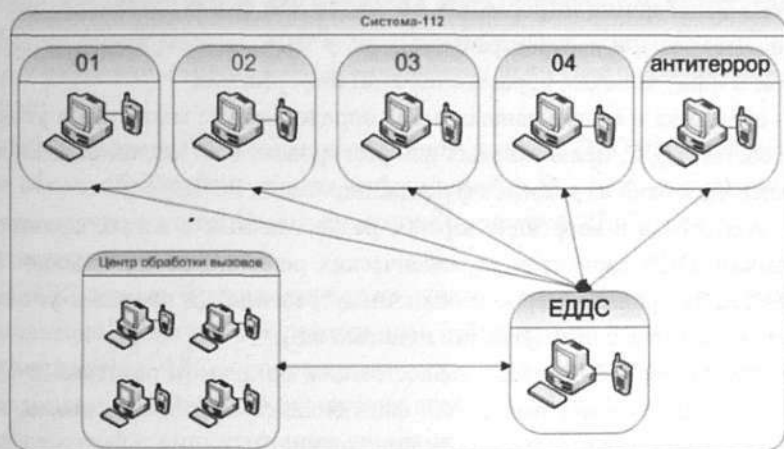 Система-112
01
02
03
04
антитеррор
Центр обработки вызовов
ЕДДС